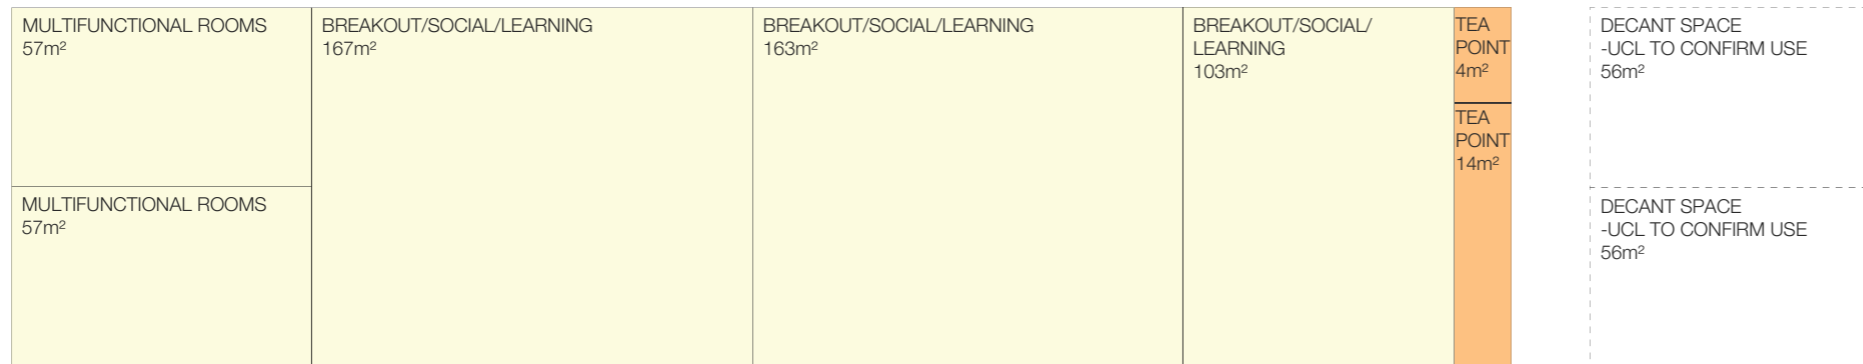 MULTIFUNCTIONAL ROOMS
57m²
BREAKOUT/SOCIAL/LEARNING
167m²
BREAKOUT/SOCIAL/LEARNING
163m²
BREAKOUT/SOCIAL/
LEARNING
103m²
TEA
POINT
4m²
DECANT SPACE
-UCL TO CONFIRM USE
56m²
TEA
POINT
14m²
MULTIFUNCTIONAL ROOMS
57m²
DECANT SPACE
-UCL TO CONFIRM USE
56m²